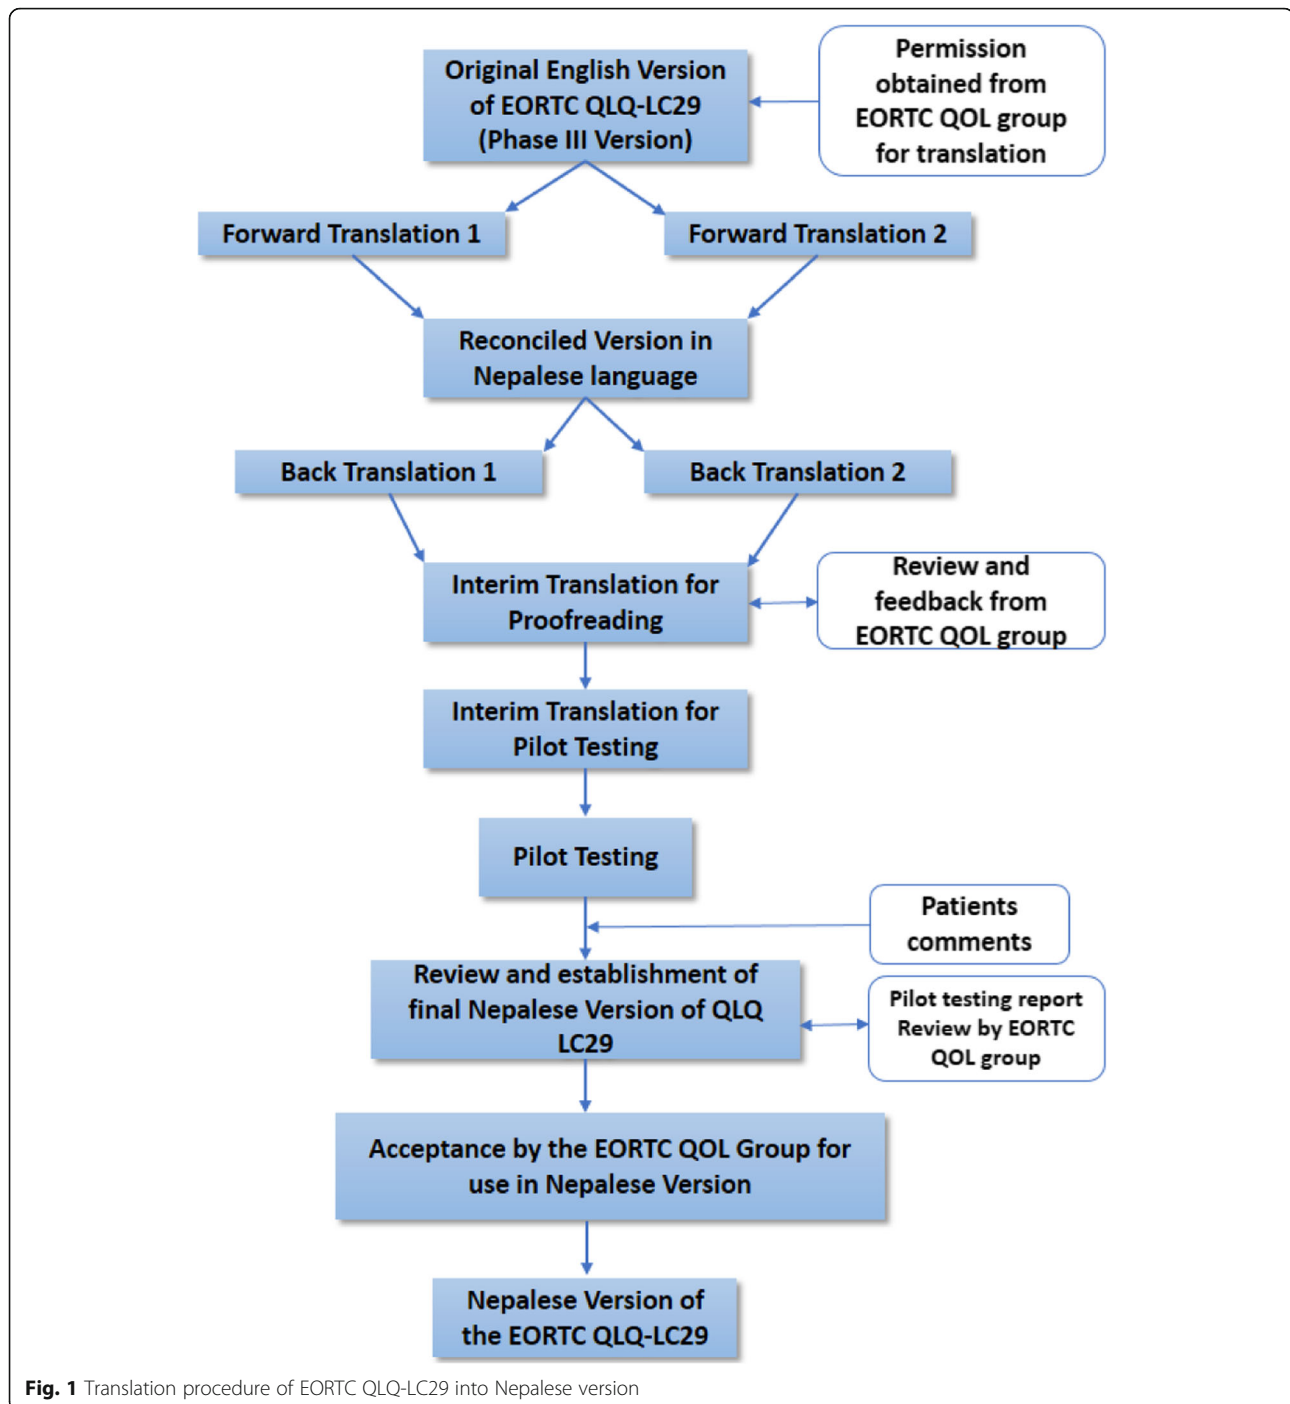 Original English Version
of EORTC QLQ-LC29
(Phase III Version)
Permission
obtained from
EORTC QOL group
for translation
Forward Translation 1
Forward Translation 2
Reconciled Version in
Nepalese language
Back Translation 1
Back Translation 2
Interim Translation for
Proofreading
Review and
feedback from
EORTC QOL group
Interim Translation for
Pilot Testing
Pilot Testing
Patients
comments
Review and establishment of
final Nepalese Version of QLQ
LC29
Pilot testing report
Review by EORTC
QOL group
Acceptance by the EORTC QOL Group for
use in Nepalese Version
Nepalese Version of
the EORTC QLQ-LC29
Fig. 1 Translation procedure of EORTC QLQ-LC29 into Nepalese version